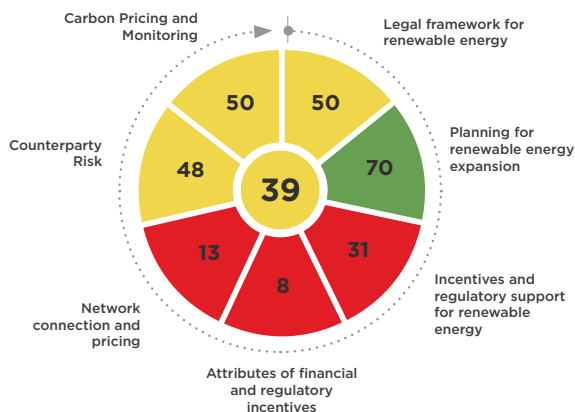 Carbon Pricing and
Monitoring
Legal framework for
renewable energy
50
50
Counterparty
Risk
48
39
70
Planning for
renewable energy
expansion
13
8
31
Network
connection and
pricing
Incentives and
regulatory support
for renewable
energy
Attributes of financial
and regulatory
incentives